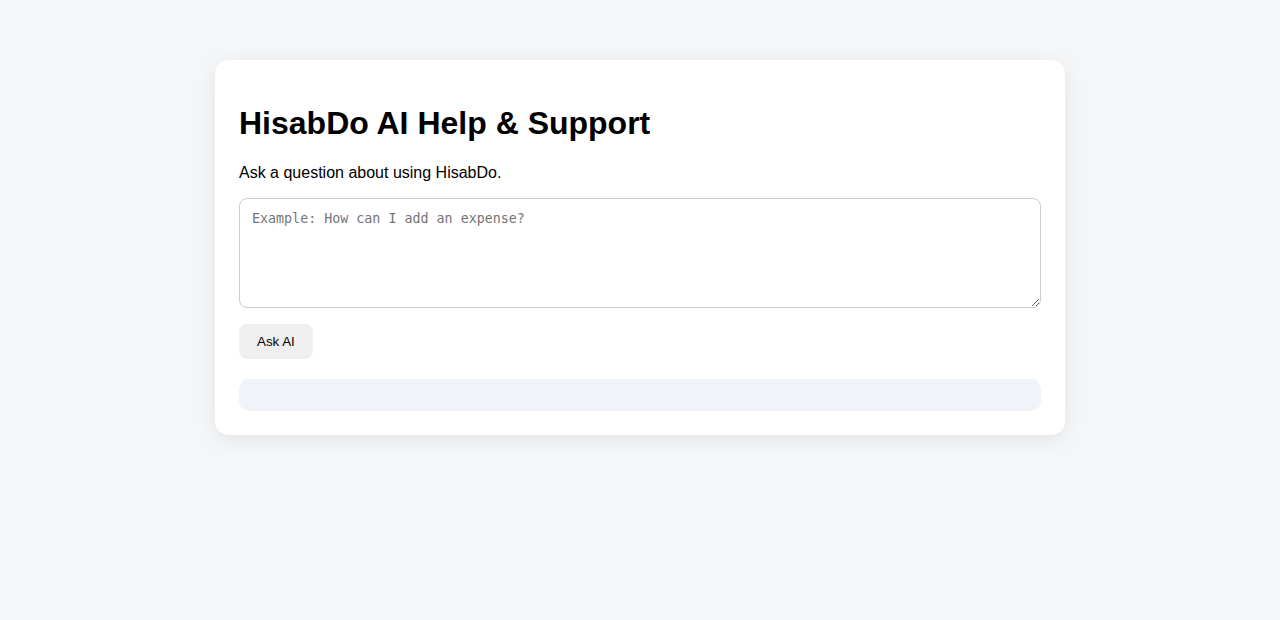 HisabDo AI Help & Support
Ask a question about using HisabDo.
Example: How can I add an expense?
Ask AI